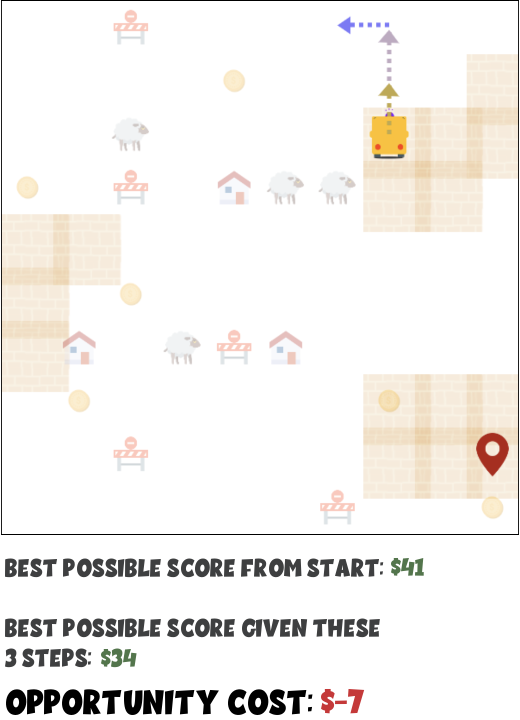 BEST POSSIBLE SCORE FROM START: $41
BEST POSSIBLE SCORE GIVEN THESE
3 STEPS: $34
OPPORTUNITY COST: $-7